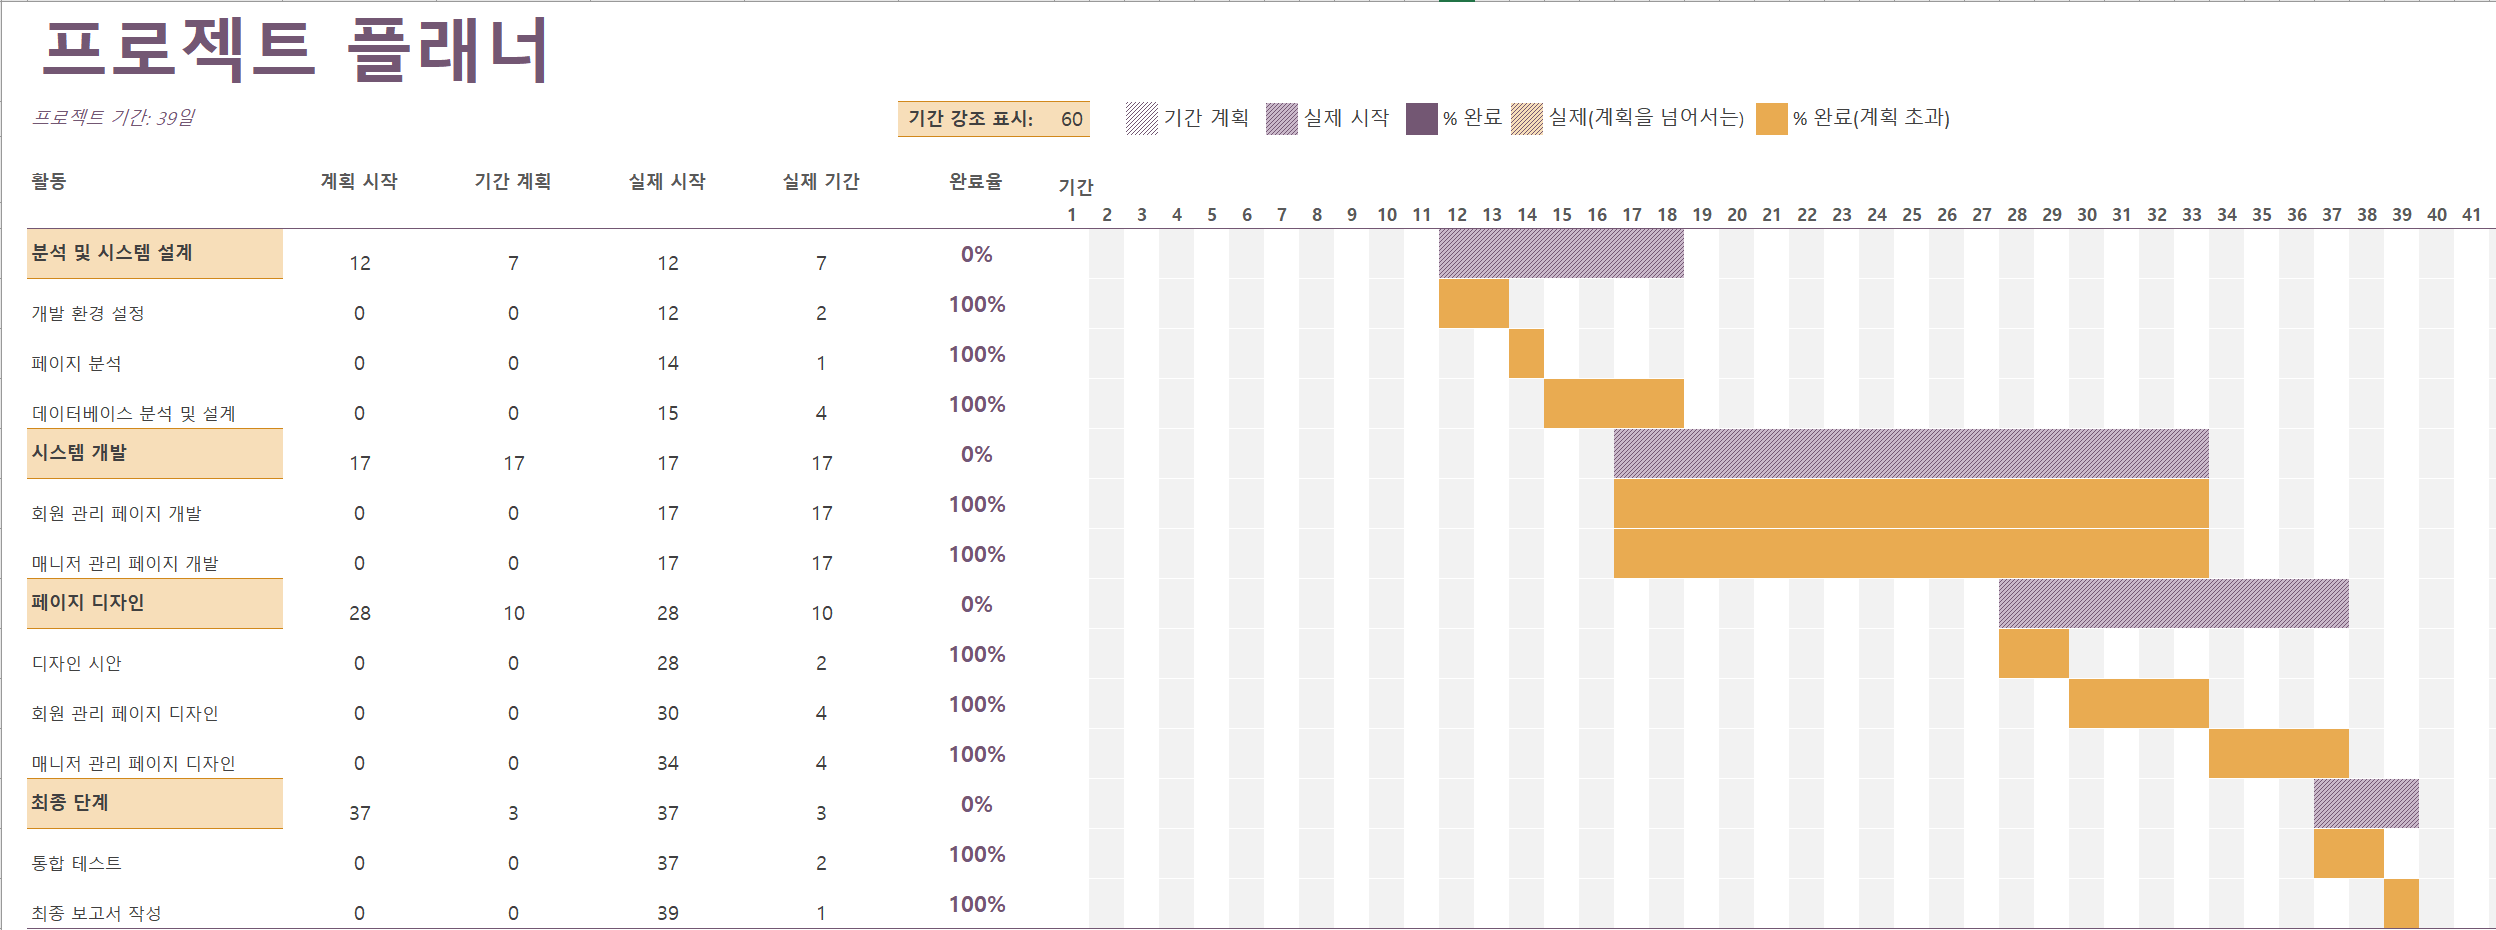 프로젝트 플래너
프로젝트 기간: 39일
기간 강조 표시: 60 기간 계획 실제 시작 % 완료 실제(계획을 넘어서는) % 완료(계획 초과)
활동 계획 시작 기간 계획 실제 시작 실제 기간 완료율 기간
1 2 3 4 5 6 7 8 9 10 11 12 13 14 15 16 17 18 19 20 21 22 23 24 25 26 27 28 29 30 31 32 33 34 35 36 37 38 39 40 41
분석 및 시스템 설계 12 7 12 7 0%
개발 환경 설정 0 0 12 2 100%
페이지 분석 0 0 14 1 100%
데이터베이스 분석 및 설계 0 0 15 4 100%
시스템 개발 17 17 17 17 0%
회원 관리 페이지 개발 0 0 17 17 100%
매니저 관리 페이지 개발 0 0 17 17 100%
페이지 디자인 28 10 28 10 0%
디자인 시안 0 0 28 2 100%
회원 관리 페이지 디자인 0 0 30 4 100%
매니저 관리 페이지 디자인 0 0 34 4 100%
최종 단계 37 3 37 3 0%
통합 테스트 0 0 37 2 100%
최종 보고서 작성 0 0 39 1 100%